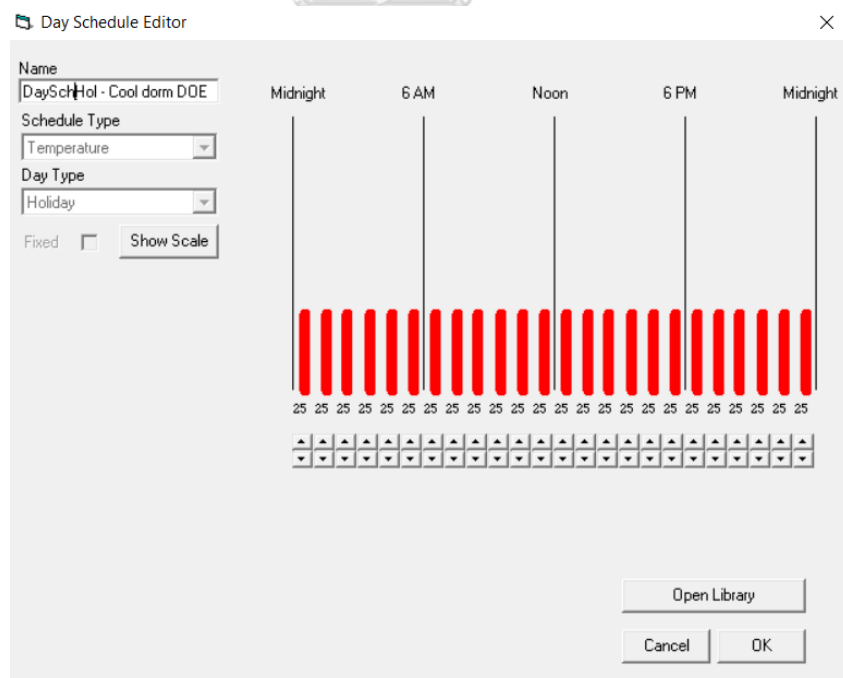 Day Schedule Editor
Name
DaySchHol - Cool dorm DOE
Schedule Type
Temperature
Day Type
Holiday
Fixed
Show Scale
Midnight 6 AM Noon 6 PM Midnight
25 25 25 25 25 25 25 25 25 25 25 25 25 25 25 25 25 25 25 25 25 25 25 25
Open Library
Cancel OK